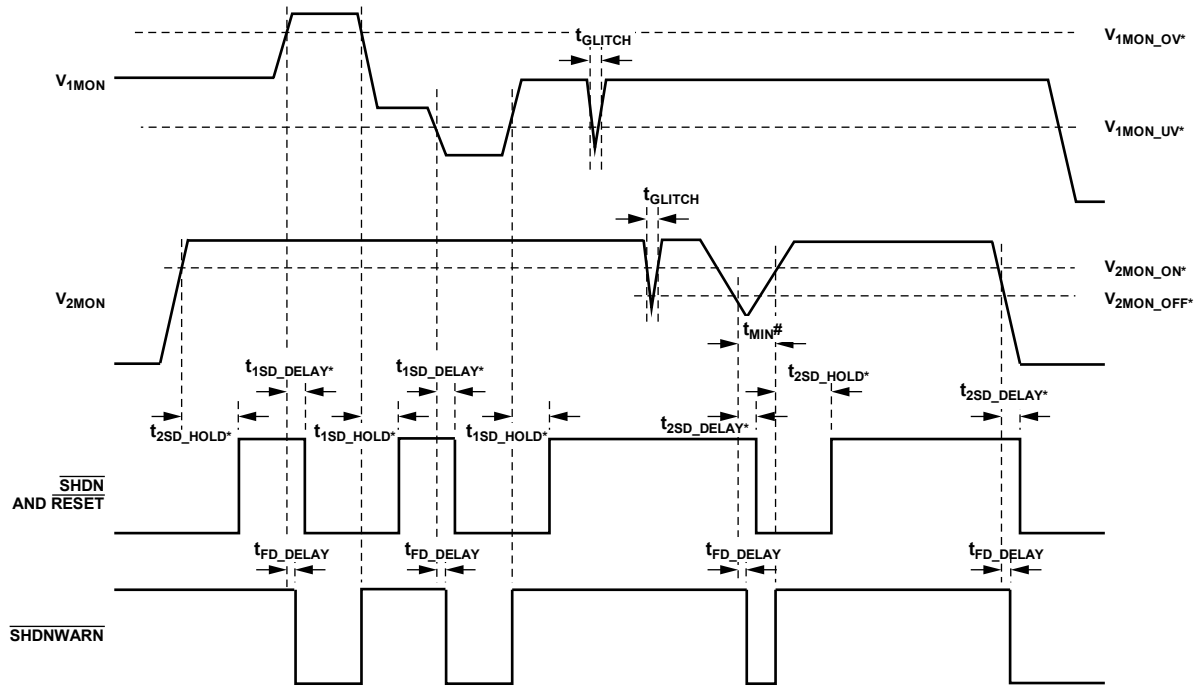 tGLITCH
V1MON_OV*
V1MON
V1MON_UV*
tGLITCH
V2MON_ON*
V2MON
V2MON_OFF*
tMIN#
t1SD_DELAY*
t1SD_DELAY*
t2SD_HOLD*
t2SD_DELAY*
t2SD_HOLD*
t1SD_HOLD*
t1SD_HOLD*
t2SD_DELAY*
SHDN
AND RESET
tFD_DELAY
tFD_DELAY
tFD_DELAY
tFD_DELAY
SHDNWARN